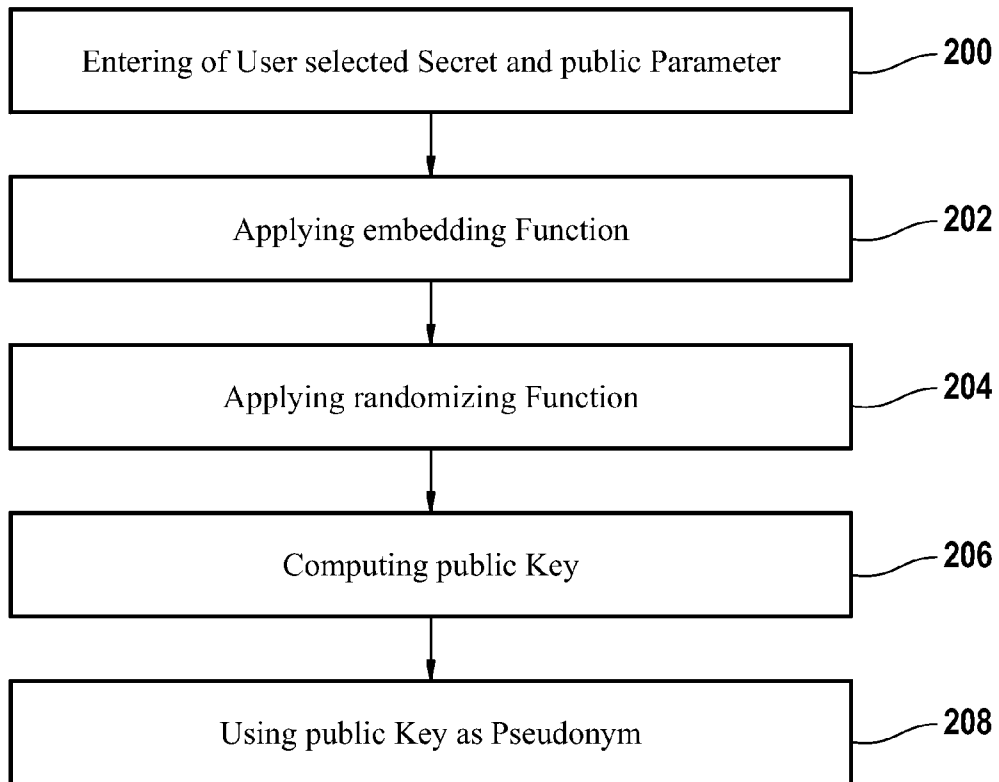 Entering of User selected Secret and public Parameter
200
Applying embedding Function
202
Applying randomizing Function
204
Computing public Key
206
Using public Key as Pseudonym
208